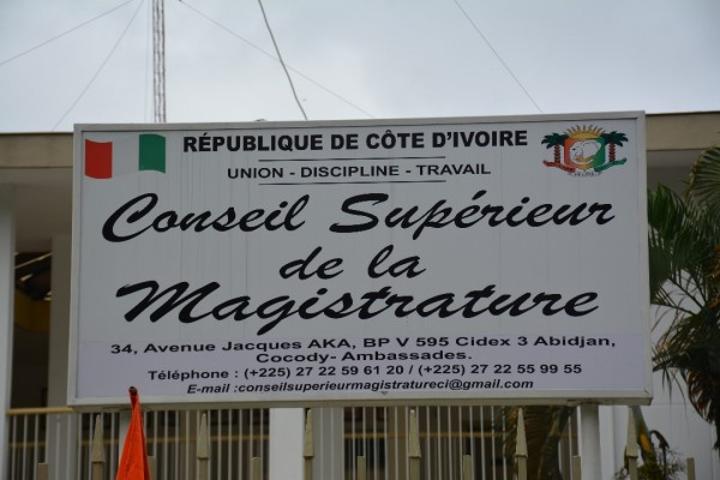 RÉPUBLIQUE DE CÔTE D'IVOIRE
UNION - DISCIPLINE - TRAVAIL
Conseil Supérieur
de la
Magistrature
34, Avenue Jacques AKA, BP V 595 Cidex 3 Abidjan,
Cocody- Ambassades.
Téléphone : (+225) 27 22 59 61 20 / (+225) 27 22 55 99 55
E-mail :conseilsuperieurmagistratureci@gmail.com